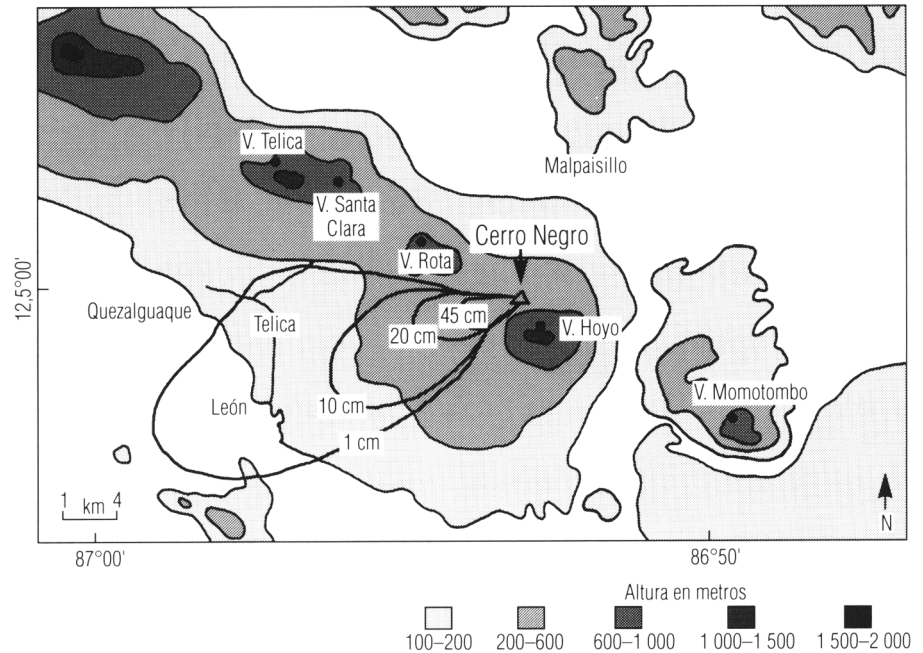 V. Telica
Malpaisillo
V. Santa
Clara
Cerro Negro
V. Rota
12,5°00'
Quezalguaque
Telica
45 cm
20 cm
V. Hoyo
León
10 cm
V. Momotombo
1 cm
1 km 4
N
87°00'
86°50'
Altura en metros
100–200
200–600
600–1 000
1 000–1 500
1 500–2 000